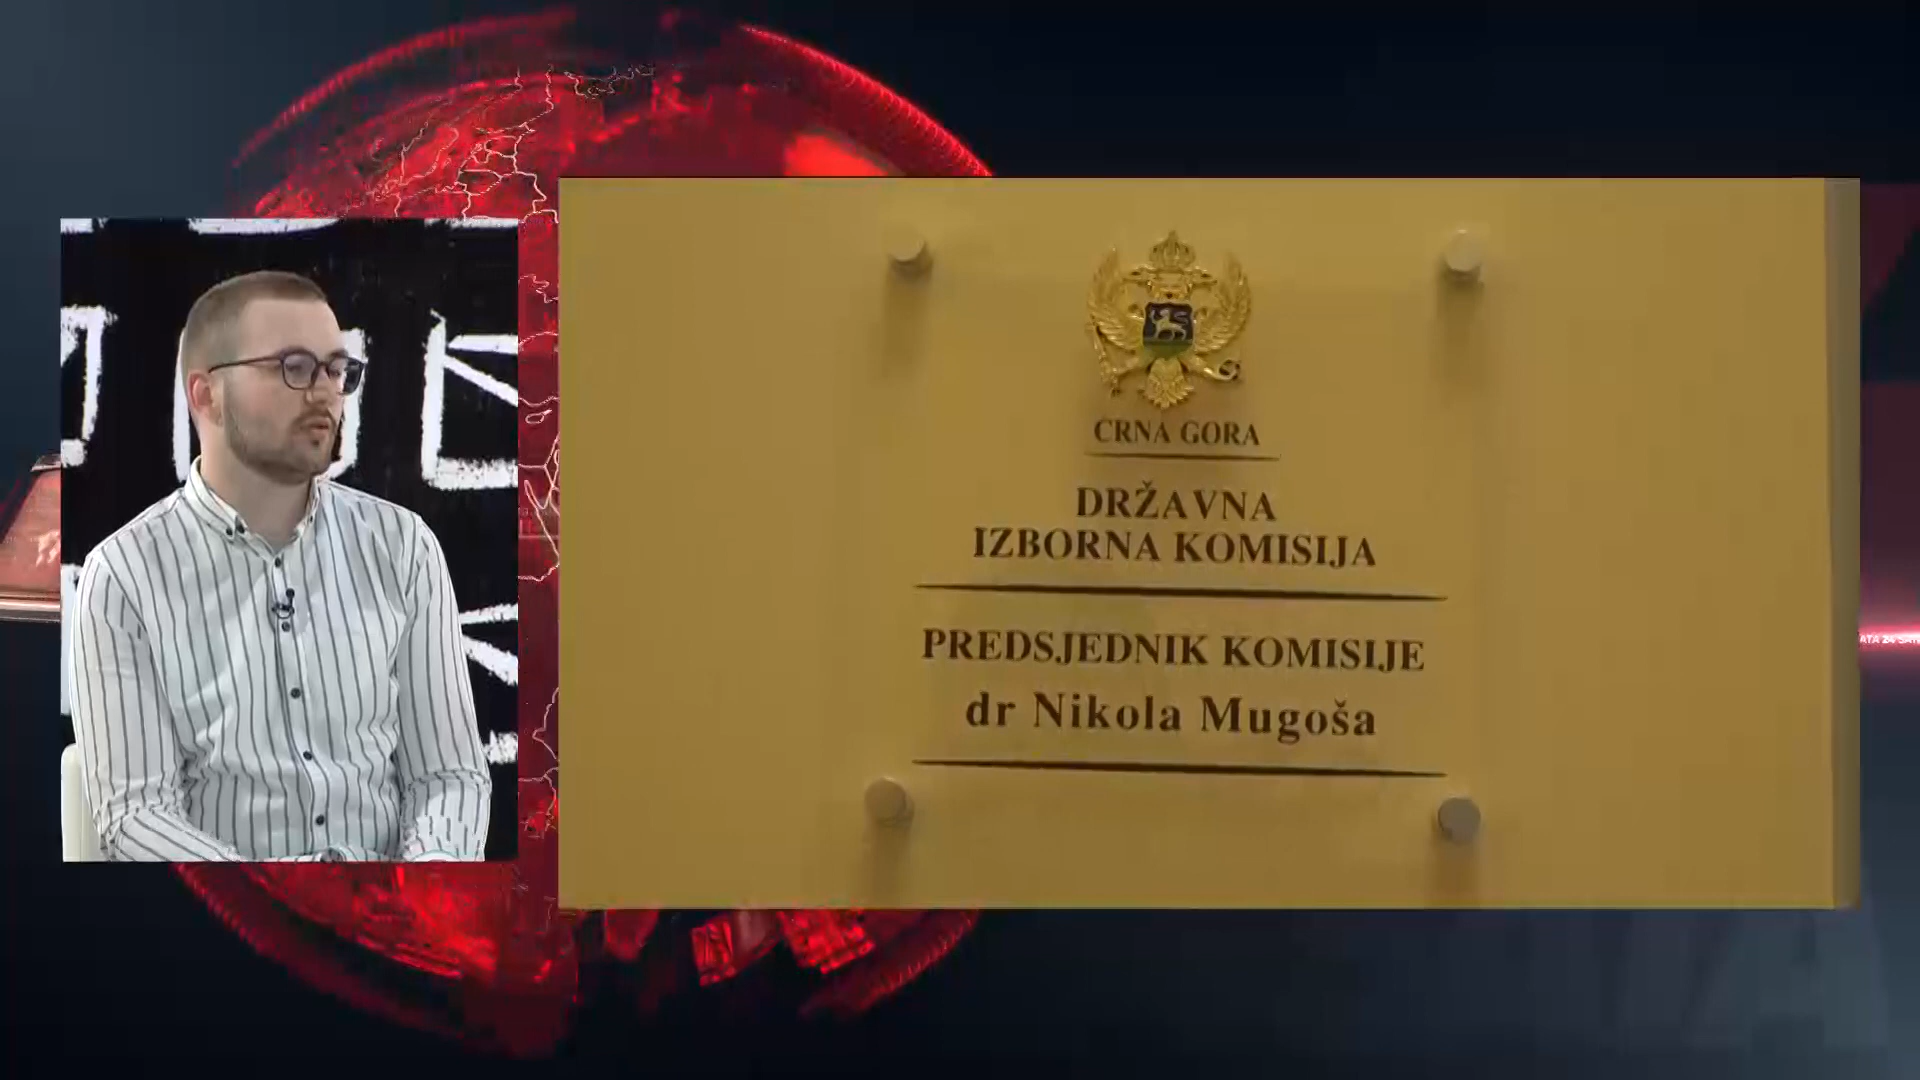 CRNA GORA
DRŽAVNA
IZBORNA KOMISIJA
PREDSJEDNIK KOMISIJE
dr Nikola Mugoša